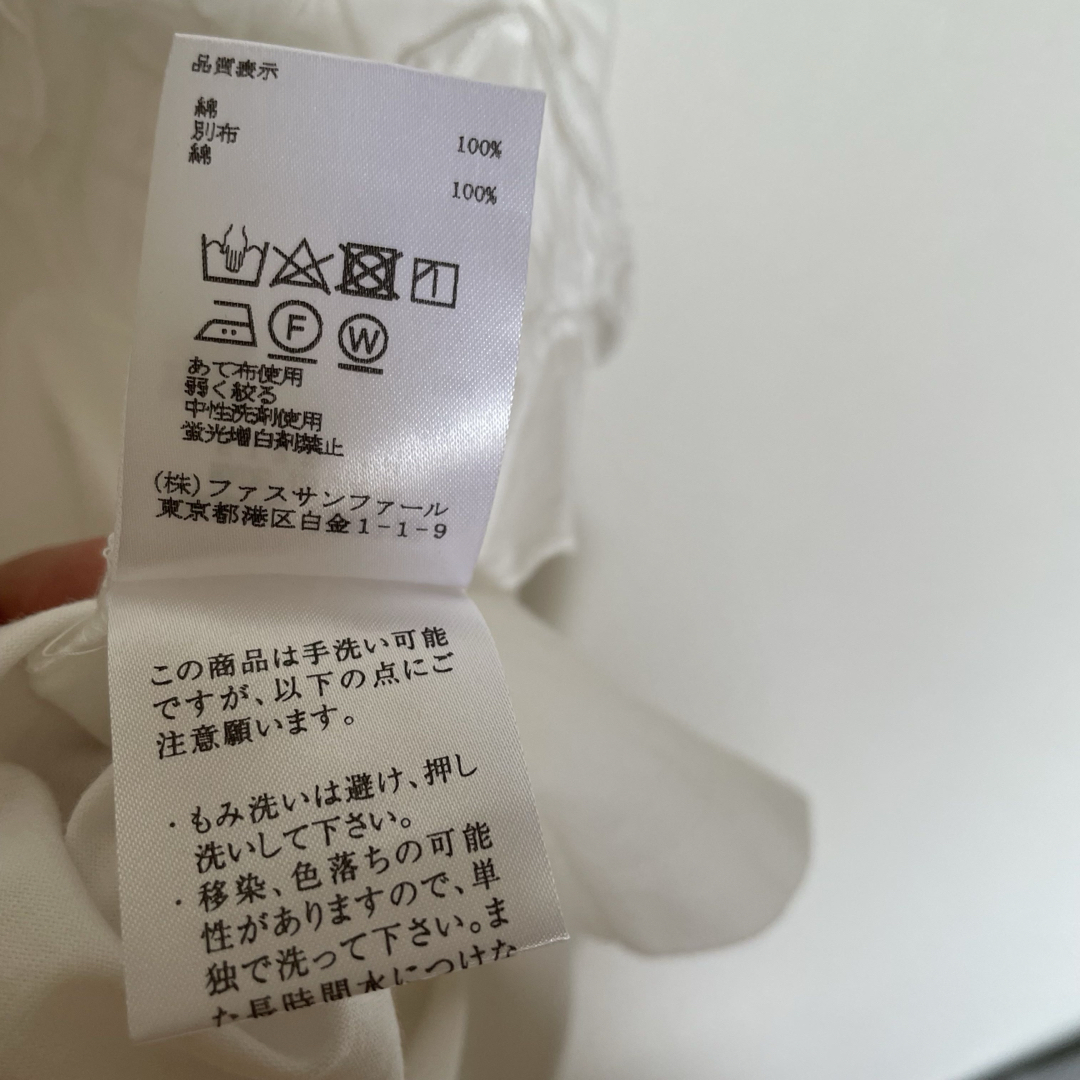 品質表示
綿 100%
別布
綿 100%
F W
あて布使用
弱く絞る
中性洗剤使用
蛍光増白剤禁止
(株)ファスサンファール
東京都港区白金1-1-9
この商品は手洗い可能
ですが、以下の点にご
注意願います。
・もみ洗いは避け、押し
洗いして下さい。
・移染、色落ちの可能
性がありますので、単
独で洗って下さい。ま
た長時間水につけな